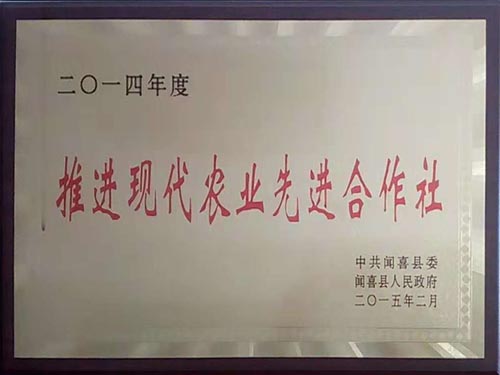 二〇一四年度
推进现代农业先进合作社
中共闻喜县委
闻喜县人民政府
二〇一五年二月